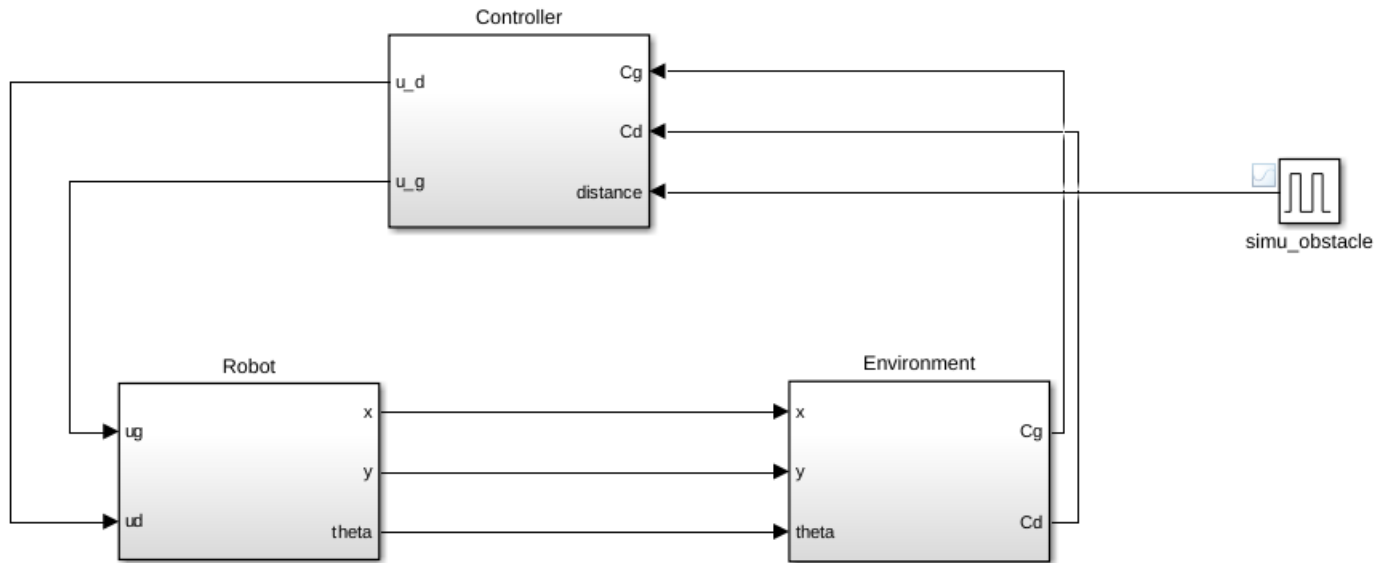 Controller
u_d
Cg
Cd
u_g
distance
simu_obstacle
Robot
Environment
x
x
ug
Cg
y
y
ud
Cd
theta
theta